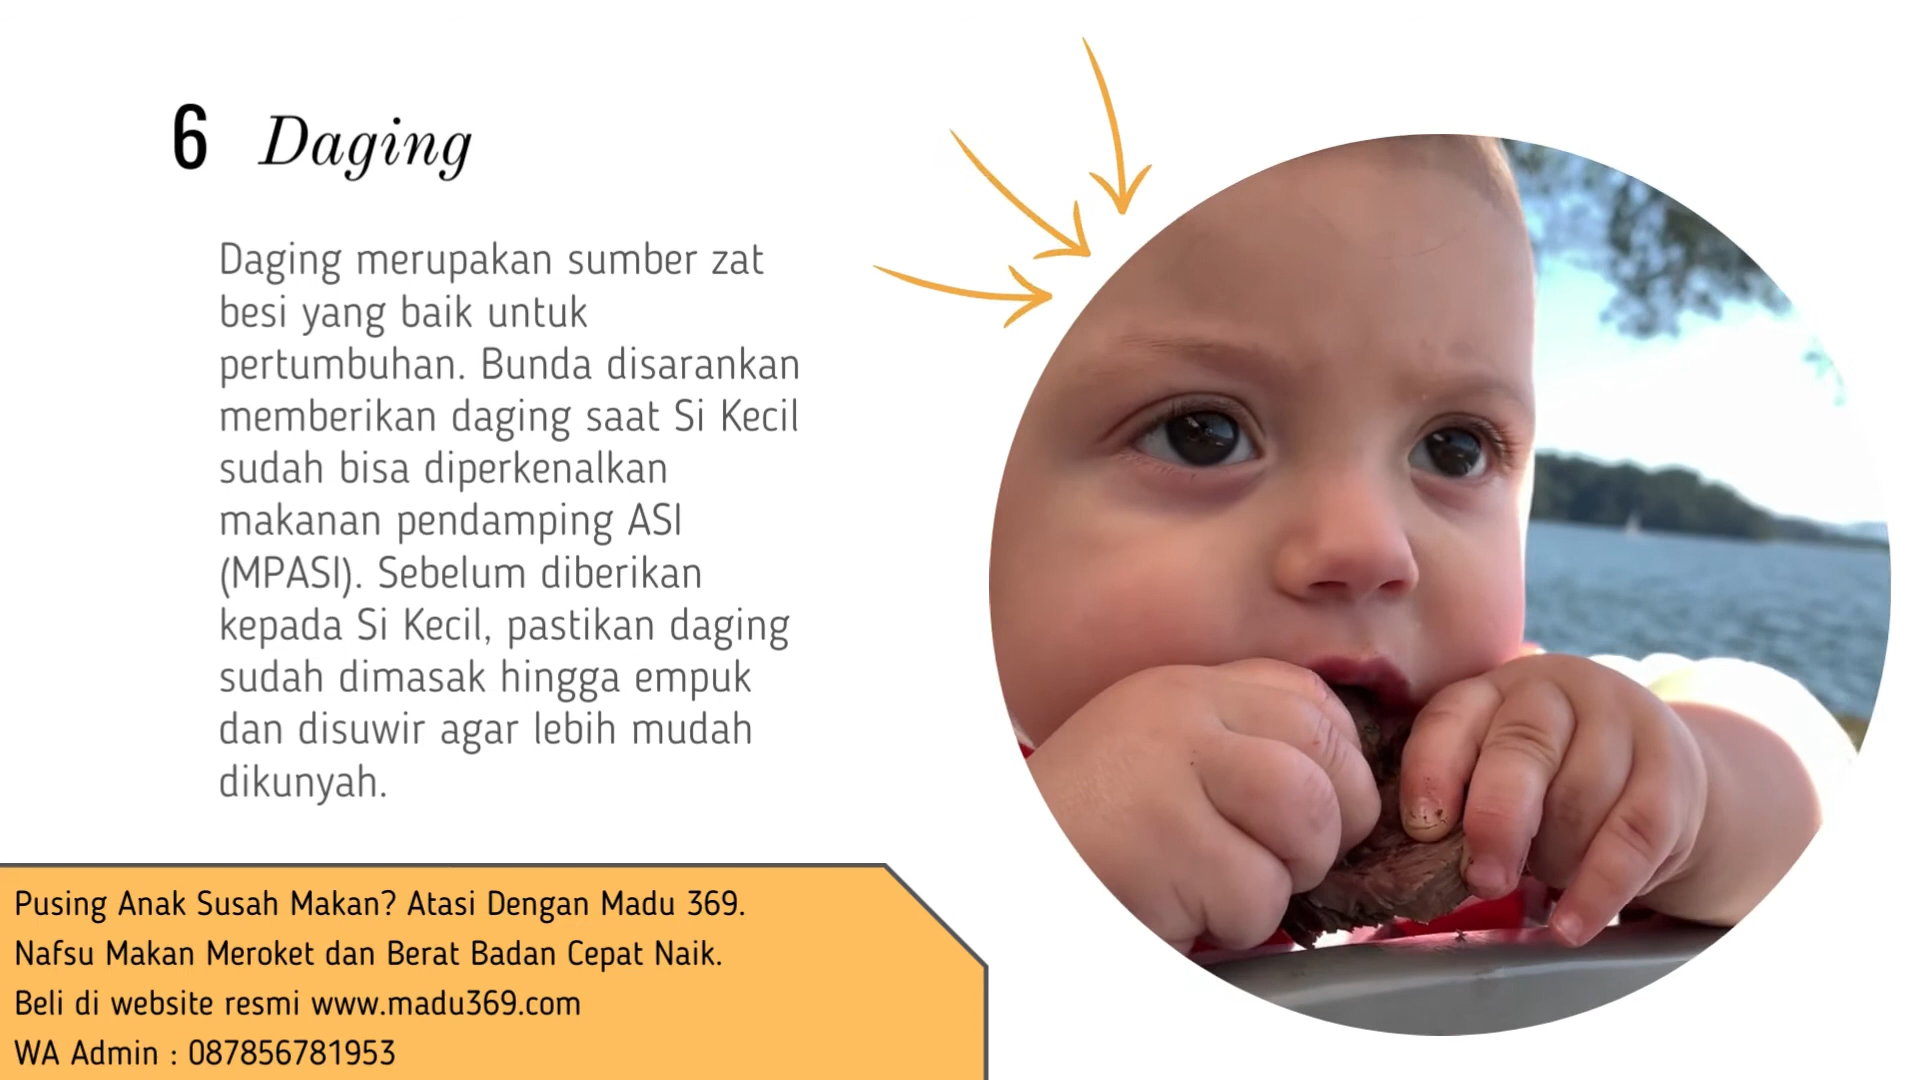 6 Daging
Daging merupakan sumber zat
besi yang baik untuk
pertumbuhan. Bunda disarankan
memberikan daging saat Si Kecil
sudah bisa diperkenalkan
makanan pendamping ASI
(MPASI). Sebelum diberikan
kepada Si Kecil, pastikan daging
sudah dimasak hingga empuk
dan disuwir agar lebih mudah
dikunyah.
Pusing Anak Susah Makan? Atasi Dengan Madu 369.
Nafsu Makan Meroket dan Berat Badan Cepat Naik.
Beli di website resmi www.madu369.com
WA Admin : 087856781953